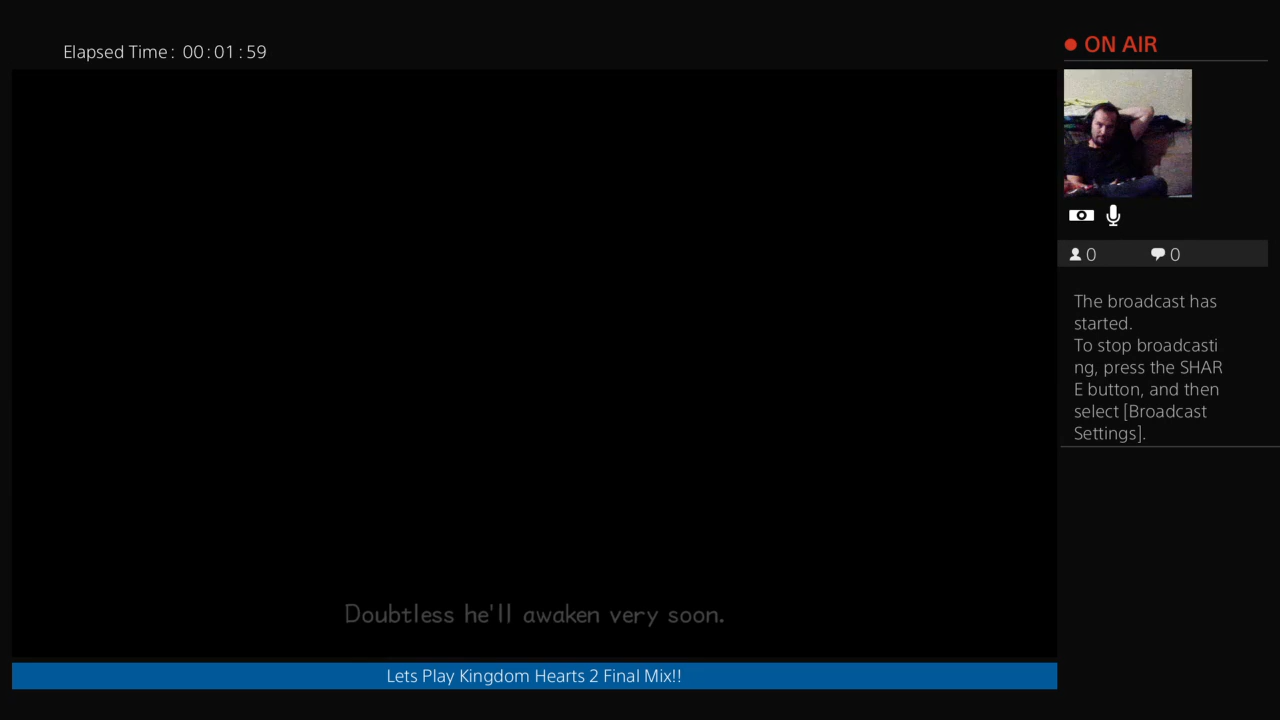 Elapsed Time: 00:01:59
ON AIR
0
0
The broadcast has
started.
To stop broadcasti
ng, press the SHAR
E button, and then
select [Broadcast
Settings].
Doubtless he'll awaken very soon.
Lets Play Kingdom Hearts 2 Final Mix!!